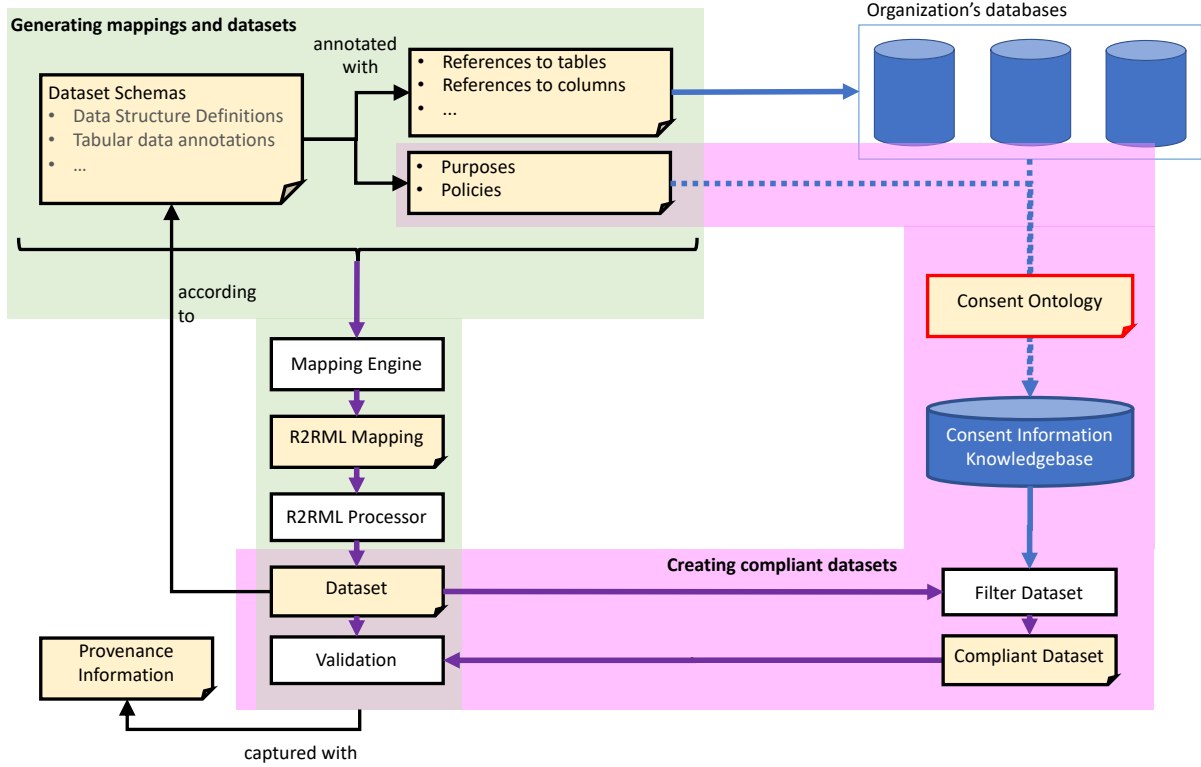 Organization's databases
Generating mappings and datasets
annotated
with
• References to tables
• References to columns
• ...
Dataset Schemas
• Data Structure Definitions
• Tabular data annotations
• ...
• Purposes
• Policies
according
to
Consent Ontology
Mapping Engine
R2RML Mapping
Consent Information
Knowledgebase
R2RML Processor
Creating compliant datasets
Dataset
Filter Dataset
Provenance
Information
Validation
Compliant Dataset
captured with